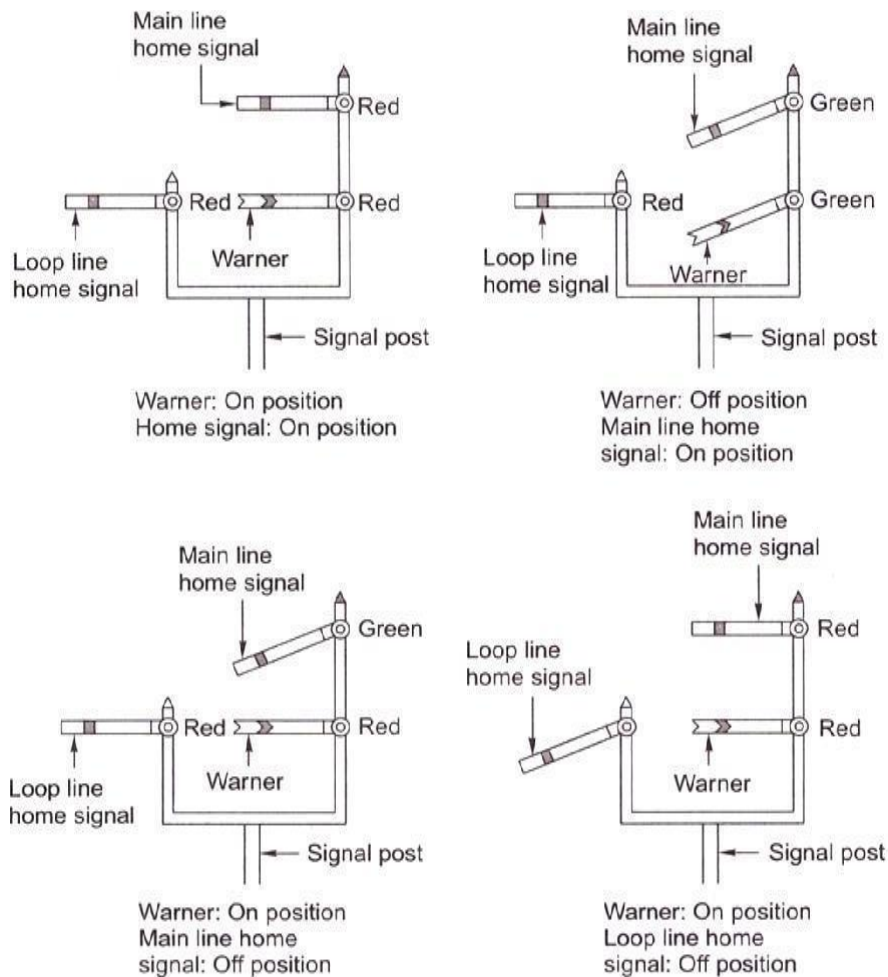 Main line
home signal
Red
Red
Red
Loop line
home signal
Warner
Signal post
Warner: On position
Home signal: On position
Main line
home signal
Green
Red
Green
Loop line
home signal
Warner
Signal post
Warner: Off position
Main line home
signal: On position
Main line
home signal
Green
Red
Red
Loop line
home signal
Warner
Signal post
Warner: On position
Main line home
signal: Off position
Main line
home signal
Red
Loop line
home signal
Red
Warner
Signal post
Warner: On position
Loop line home
signal: Off position